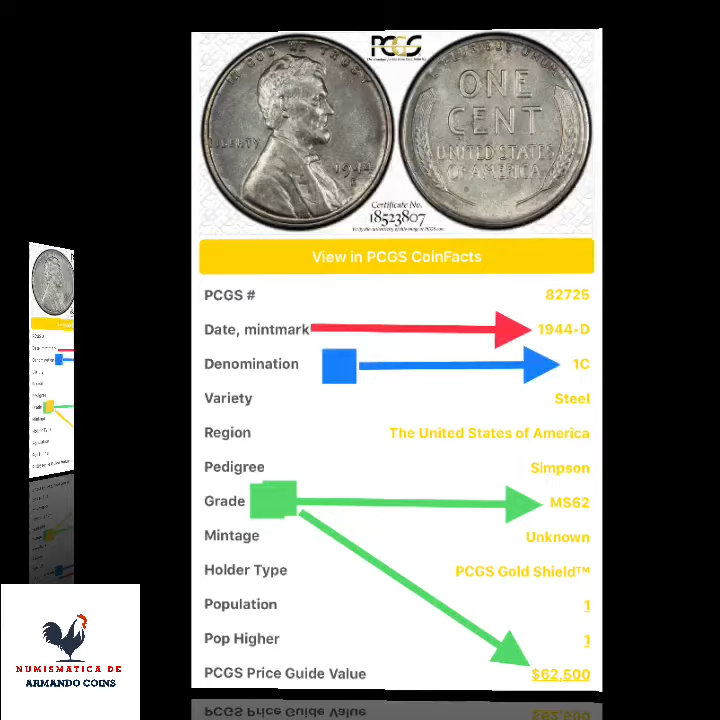 PCGS
IN GOD WE TRUST
LIBERTY
1944
E PLURIBUS UNUM
ONE
CENT
UNITED STATES
OF AMERICA
Certificate No.
18523807
View in PCGS CoinFacts
PCGS # 82725
Date, mintmark 1944-D
Denomination 1C
Variety Steel
Region The United States of America
Pedigree Simpson
Grade MS62
Mintage Unknown
Holder Type PCGS Gold Shield™
Population 1
Pop Higher 1
PCGS Price Guide Value $62,500
NUMISMATICA DE
ARMANDO COINS